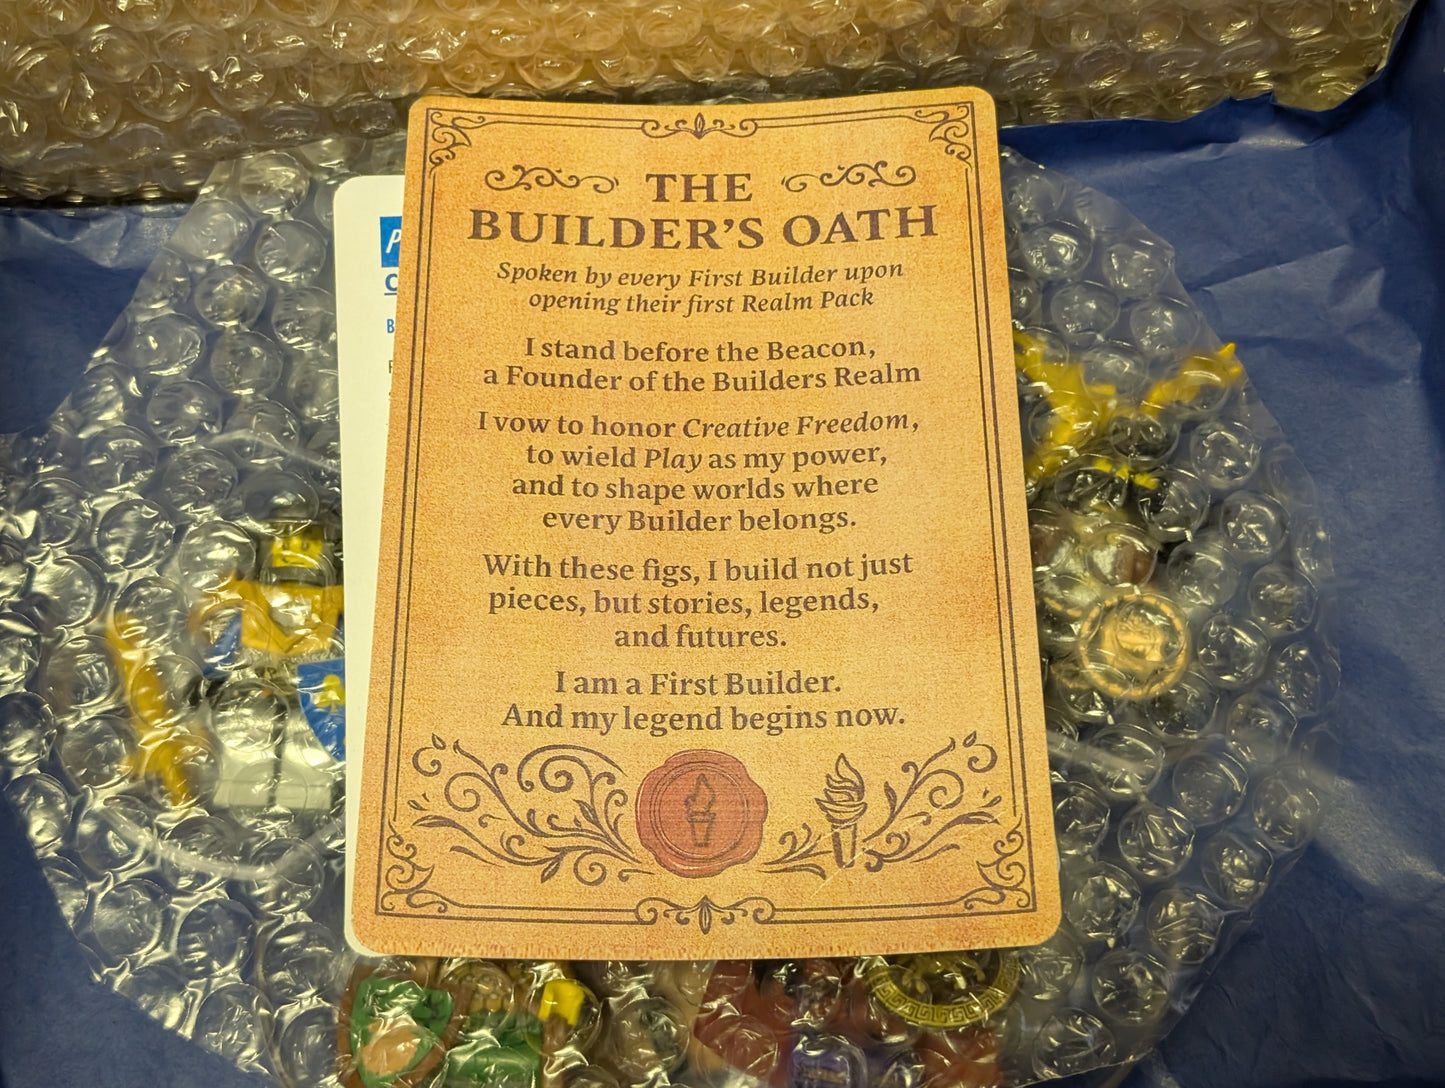 THE
BUILDER'S OATH
Spoken by every First Builder upon
opening their first Realm Pack
I stand before the Beacon,
a Founder of the Builders Realm
I vow to honor Creative Freedom,
to wield Play as my power,
and to shape worlds where
every Builder belongs.
With these figs, I build not just
pieces, but stories, legends,
and futures.
I am a First Builder.
And my legend begins now.